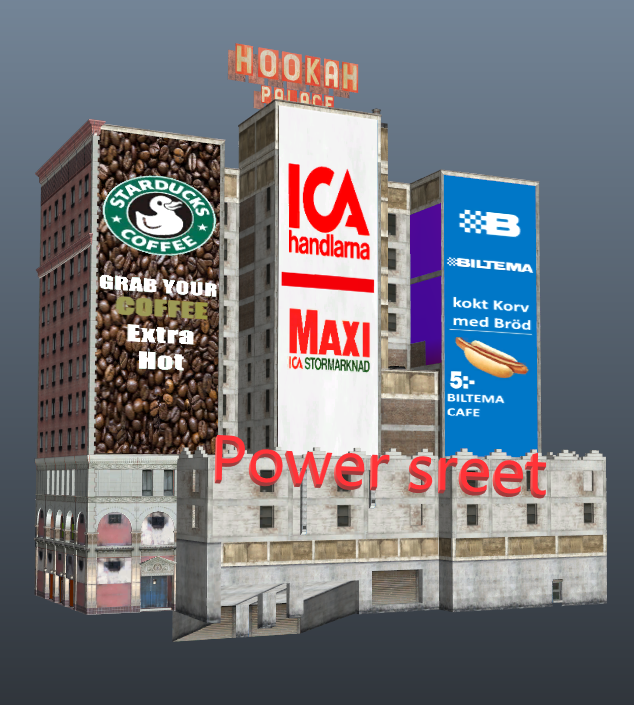 HOOKAH
PALACE
STARDUCKS
COFFEE
GRAB YOUR
COFFEE
Extra
Hot
ICA
handlarna
MAXI
ICA STORMARKNAD
B
BILTEMA
kokt Korv
med Bröd
5:-
BILTEMA
CAFE
Power sreet